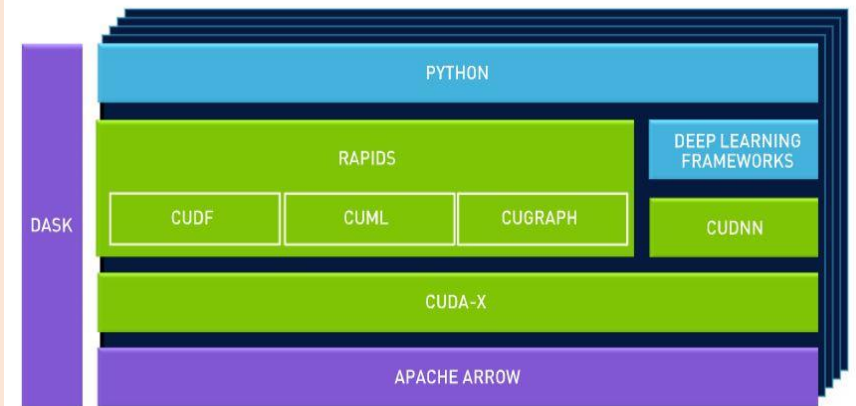 PYTHON
RAPIDS
DEEP LEARNING
FRAMEWORKS
DASK
CUDF
CUML
CUGRAPH
CUDNN
CUDA-X
APACHE ARROW